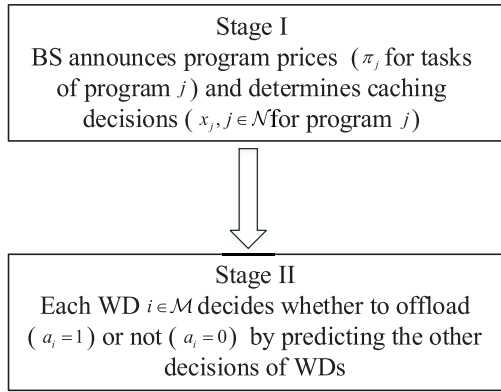 Stage I
BS announces program prices (π_j for tasks
of program j) and determines caching
decisions (x_j, j ∈ 𝒩 for program j)
Stage II
Each WD i ∈ ℳ decides whether to offload
(a_i = 1) or not (a_i = 0) by predicting the other
decisions of WDs